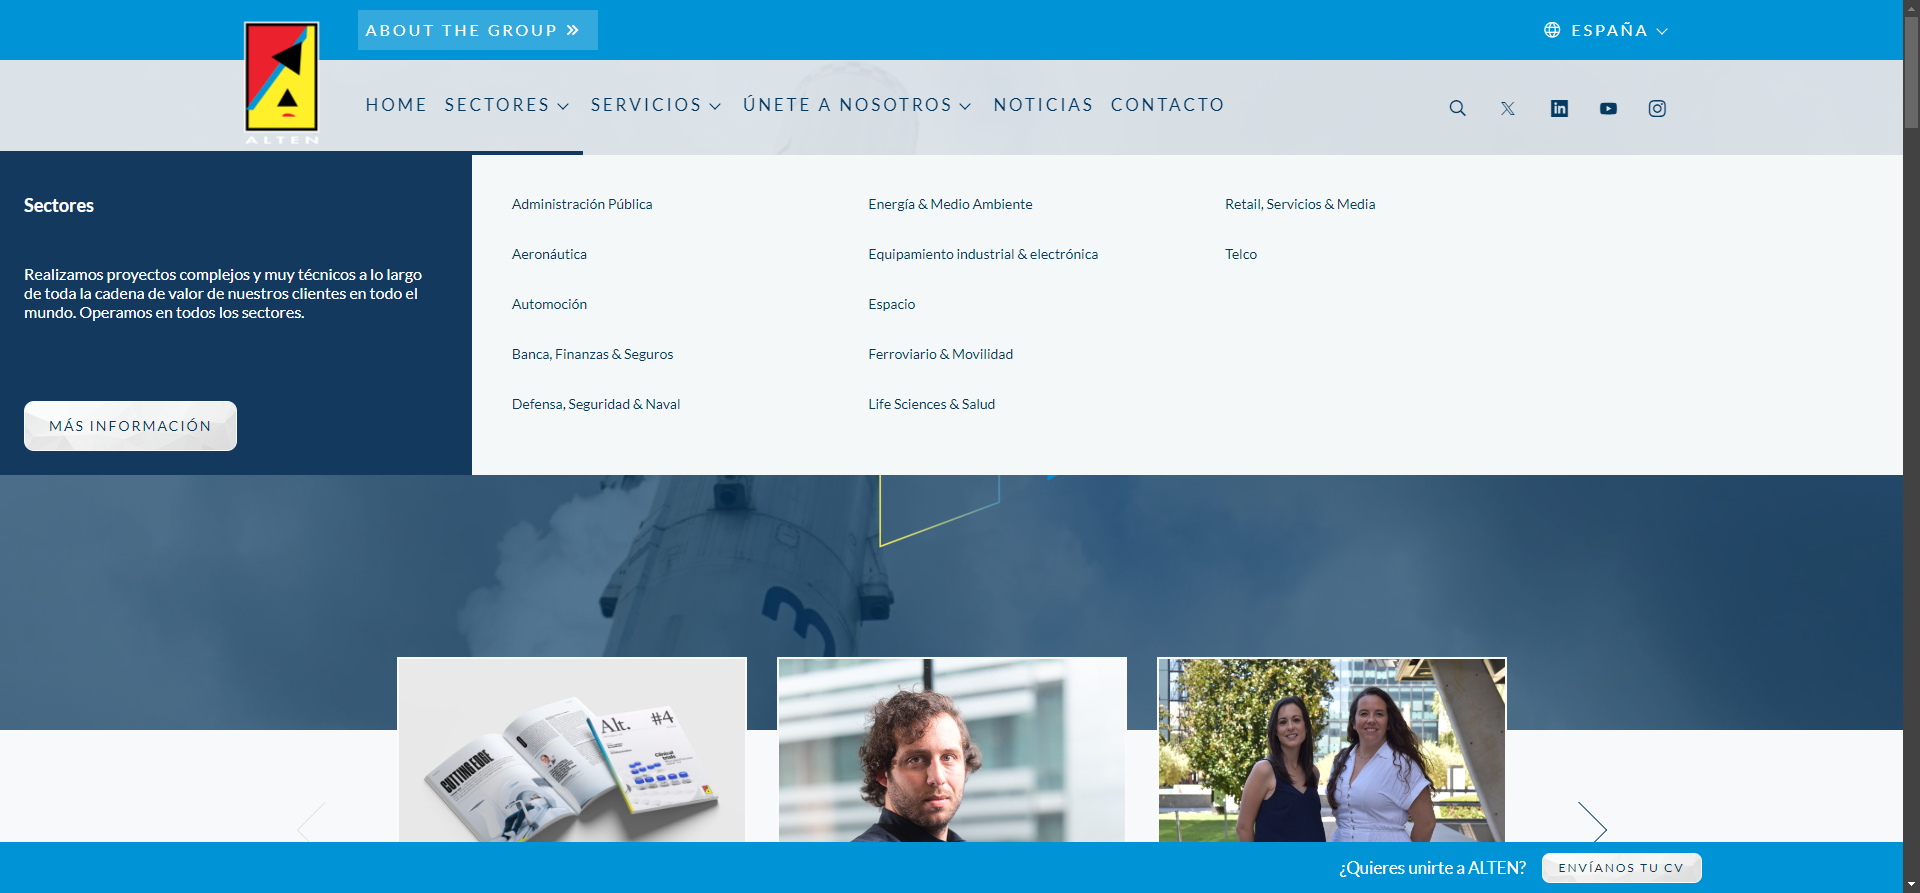 ABOUT THE GROUP »
ESPAÑA
ALTEN
HOME SECTORES SERVICIOS ÚNETE A NOSOTROS NOTICIAS CONTACTO
Sectores
Realizamos proyectos complejos y muy técnicos a lo largo
de toda la cadena de valor de nuestros clientes en todo el
mundo. Operamos en todos los sectores.
MÁS INFORMACIÓN
Administración Pública
Aeronáutica
Automoción
Banca, Finanzas & Seguros
Defensa, Seguridad & Naval
Energía & Medio Ambiente
Equipamiento industrial & electrónica
Espacio
Ferroviario & Movilidad
Life Sciences & Salud
Retail, Servicios & Media
Telco
3
CUTTING EDGE
Alt. #4
Clinical
trials
¿Quieres unirte a ALTEN?
ENVÍANOS TU CV